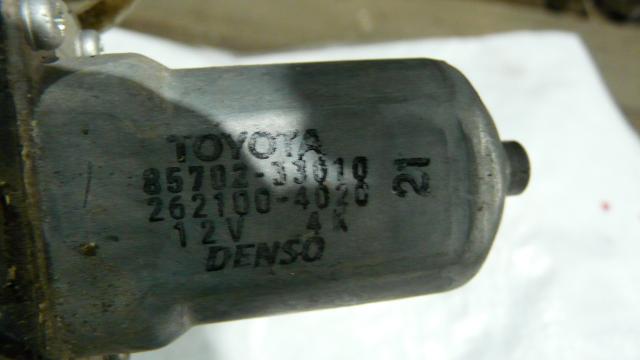 TOYOTA
85702-33010
262100-4020
12V 4K
DENSO
21